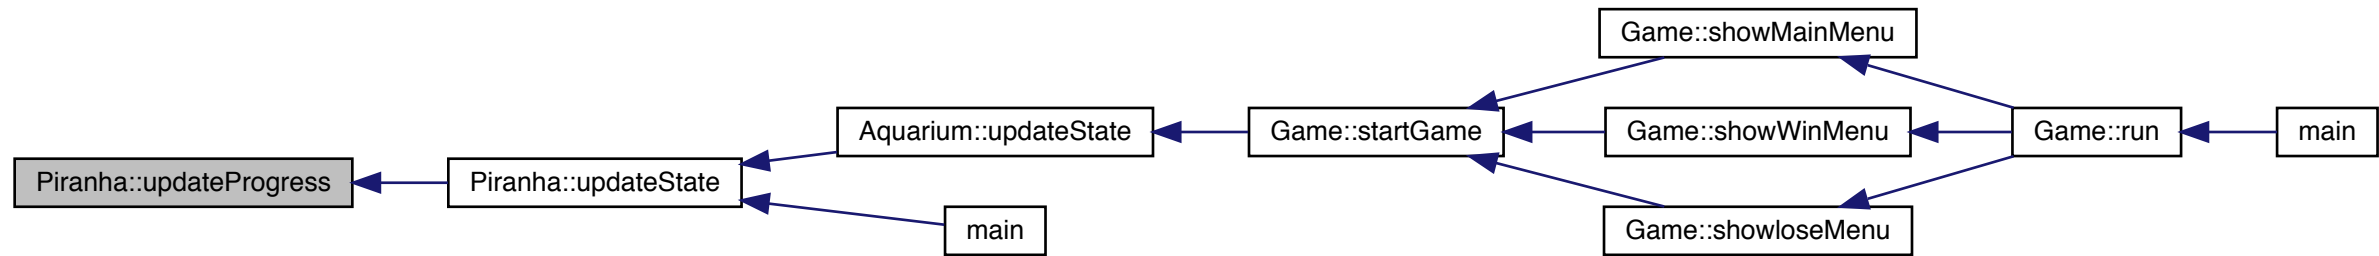 Piranha::updateProgress
Piranha::updateState
Aquarium::updateState
main
Game::startGame
Game::showMainMenu
Game::showWinMenu
Game::showloseMenu
Game::run
main